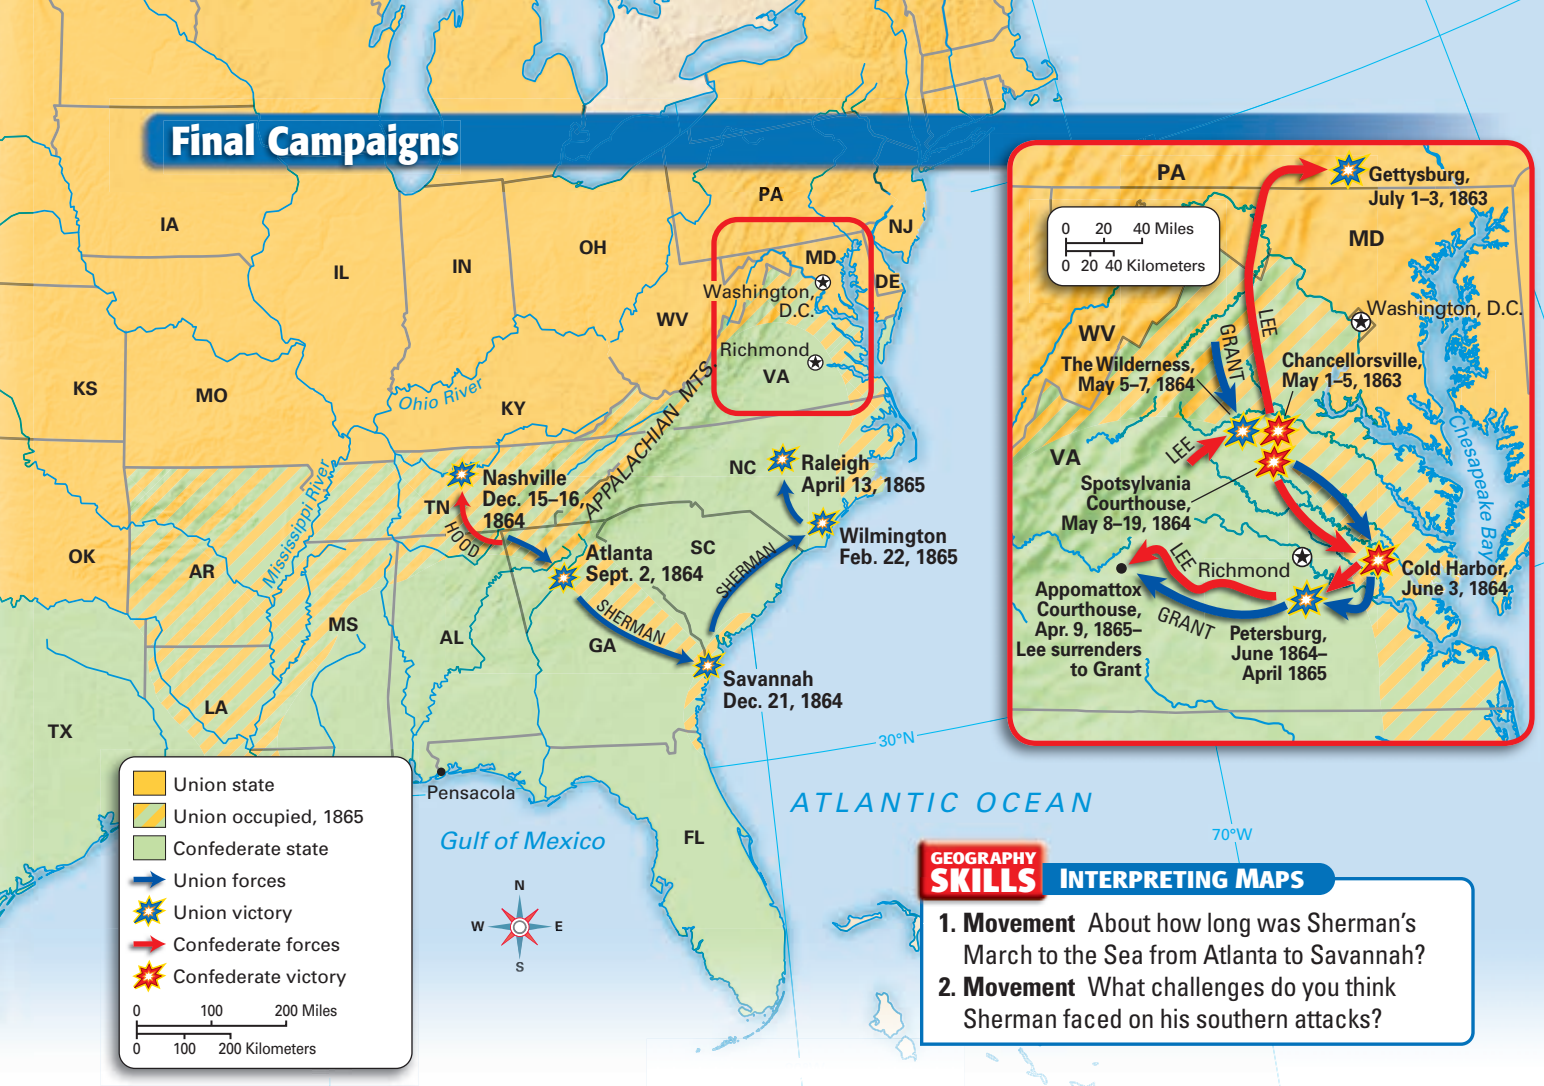 Final Campaigns
IA
IL
IN
OH
PA
NJ
MD
DE
Washington,
D.C.
WV
Richmond
VA
KS
MO
Ohio River
KY
APPALACHIAN MTS.
NC
Raleigh
April 13, 1865
Nashville
Dec. 15–16,
1864
TN
HOOD
Mississippi River
OK
AR
Atlanta
Sept. 2, 1864
SC
Wilmington
Feb. 22, 1865
SHERMAN
SHERMAN
MS
AL
GA
Savannah
Dec. 21, 1864
LA
TX
Pensacola
FL
Gulf of Mexico
ATLANTIC OCEAN
30°N
70°W
N
W
E
S
Union state
Union occupied, 1865
Confederate state
Union forces
Union victory
Confederate forces
Confederate victory
0 100 200 Miles
0 100 200 Kilometers
PA
Gettysburg,
July 1–3, 1863
0 20 40 Miles
0 20 40 Kilometers
MD
Washington, D.C.
WV
GRANT
LEE
The Wilderness,
May 5–7, 1864
Chancellorsville,
May 1–5, 1863
LEE
VA
Spotsylvania
Courthouse,
May 8–19, 1864
Chesapeake Bay
LEE
Richmond
Cold Harbor,
June 3, 1864
Appomattox
Courthouse,
Apr. 9, 1865–
Lee surrenders
to Grant
GRANT
Petersburg,
June 1864–
April 1865
GEOGRAPHY
SKILLS
INTERPRETING MAPS
1. Movement About how long was Sherman's
March to the Sea from Atlanta to Savannah?
2. Movement What challenges do you think
Sherman faced on his southern attacks?